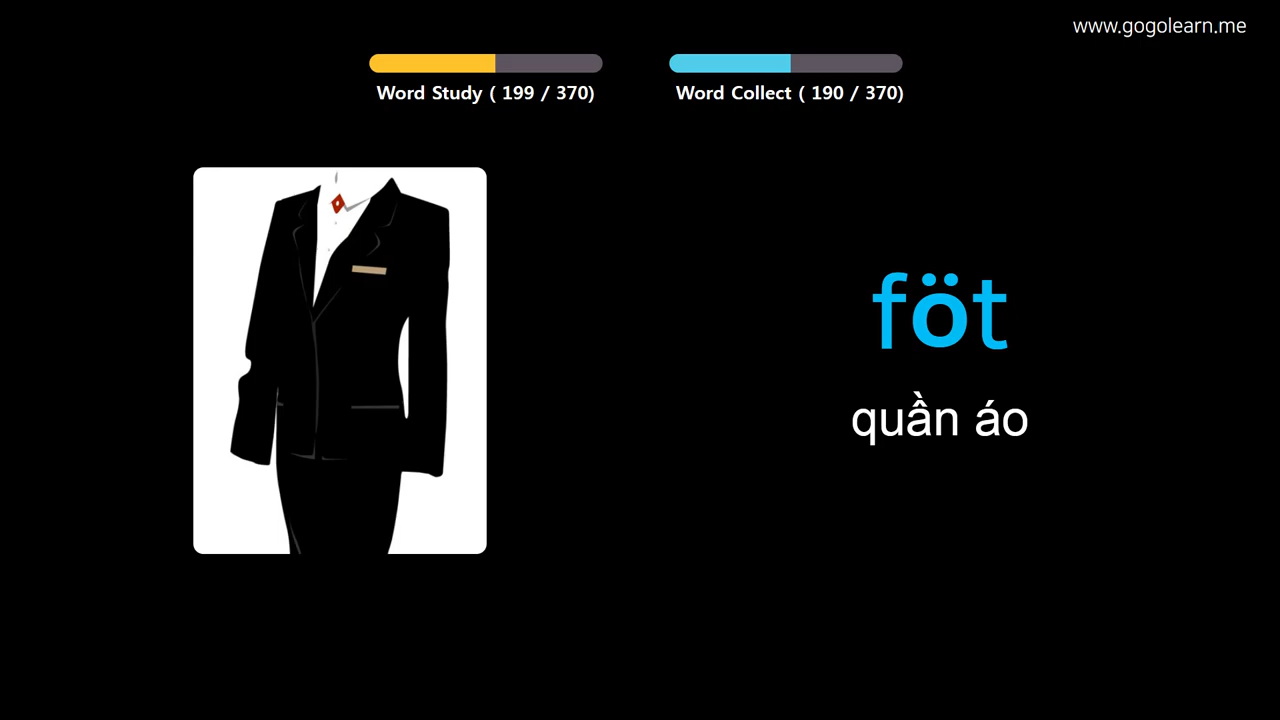 www.gogolearn.me
Word Study ( 199 / 370)
Word Collect ( 190 / 370)
föt
quần áo